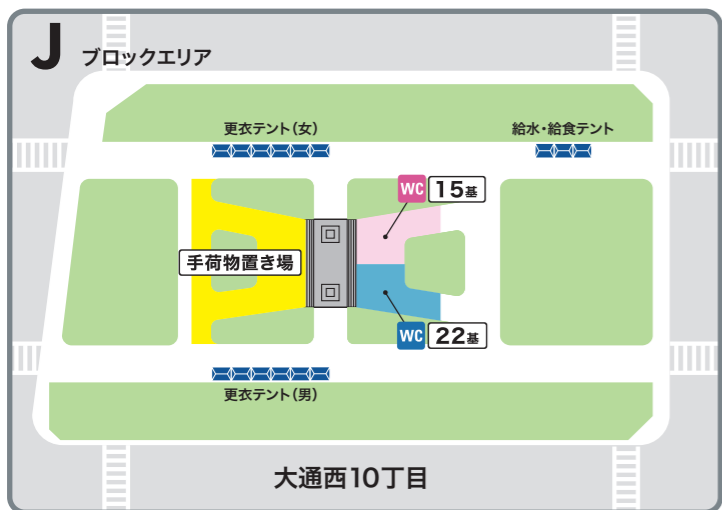 J ブロックエリア
更衣テント(女)
給水・給食テント
WC 15基
手荷物置き場
WC 22基
更衣テント(男)
大通西10丁目